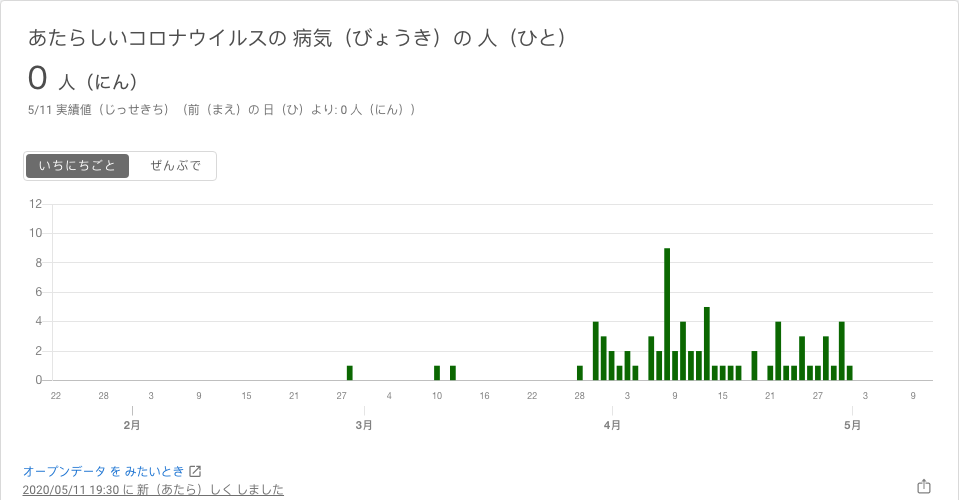 あたらしいコロナウイルスの 病気（びょうき）の 人（ひと）
0 人（にん）
5/11 実績値（じっせきち）（前（まえ）の 日（ひ）より: 0 人（にん））
いちにちごと ぜんぶで
12
10
8
6
4
2
0
22 28 3 9 15 21 27 4 10 16 22 28 3 9 15 21 27 3 9
2月 3月 4月 5月
オープンデータ を みたいとき
2020/05/11 19:30 に 新（あたら）しく しました